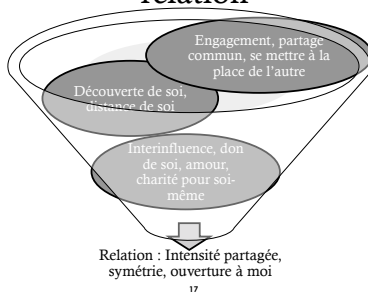 relation
Engagement, partage
commun, se mettre à la
place de l'autre
Découverte de soi,
distance de soi
Interinfluence, don
de soi, amour,
charité pour soi-
même
Relation : Intensité partagée,
symétrie, ouverture à moi
17